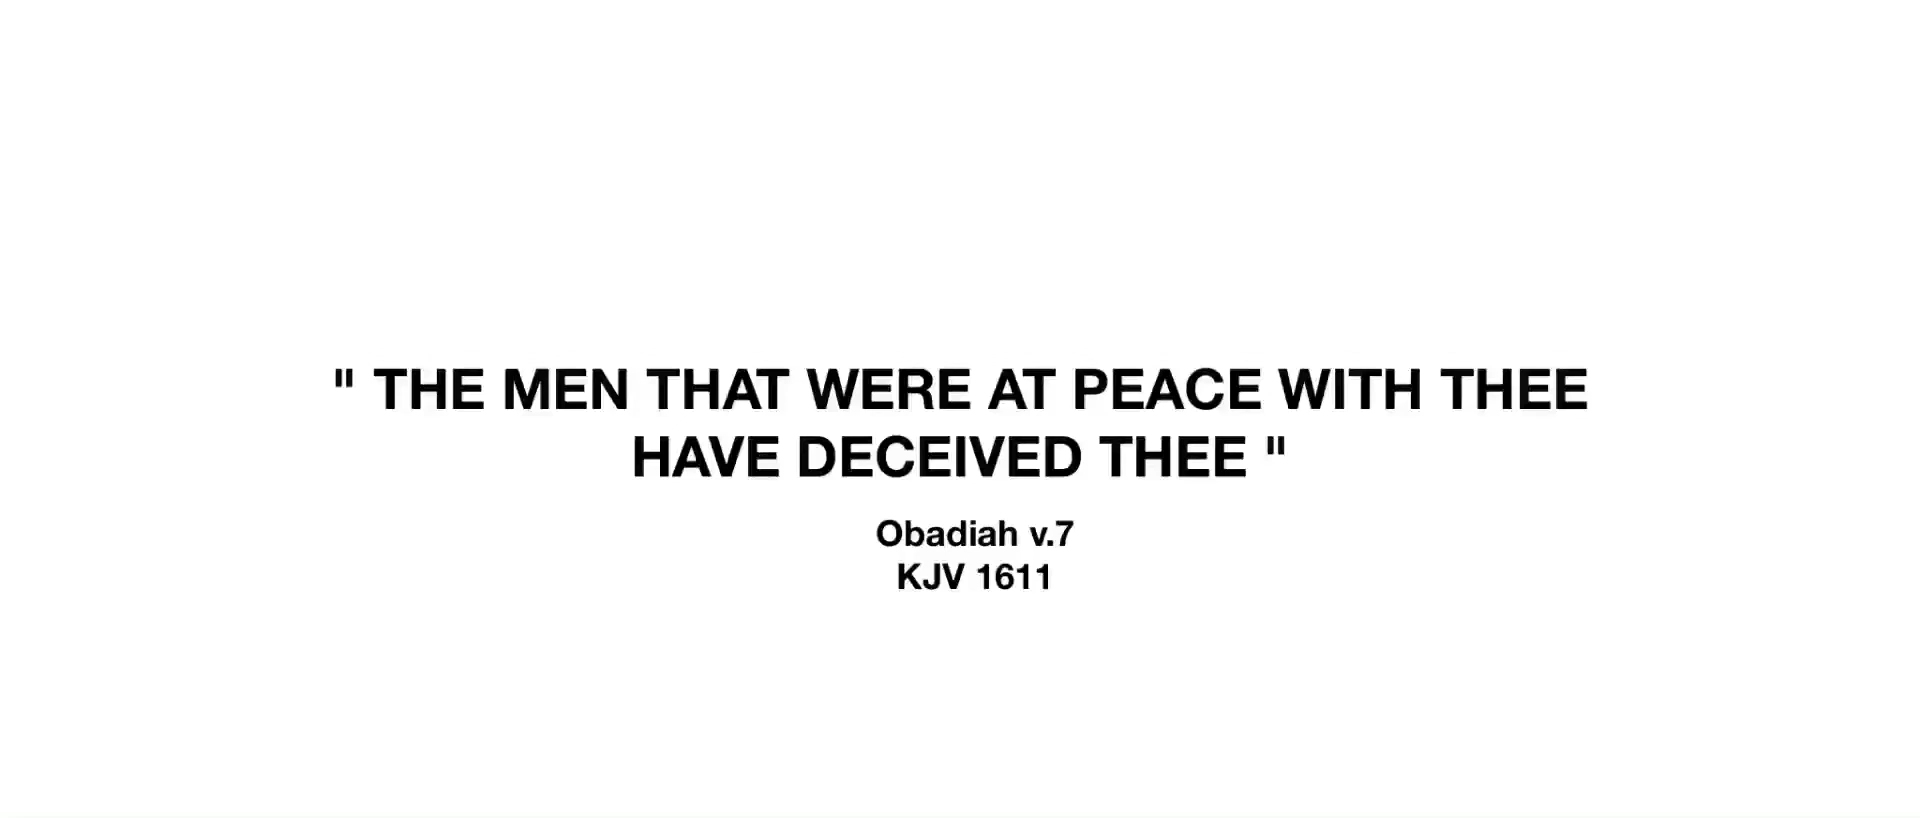 " THE MEN THAT WERE AT PEACE WITH THEE
HAVE DECEIVED THEE "
Obadiah v.7
KJV 1611